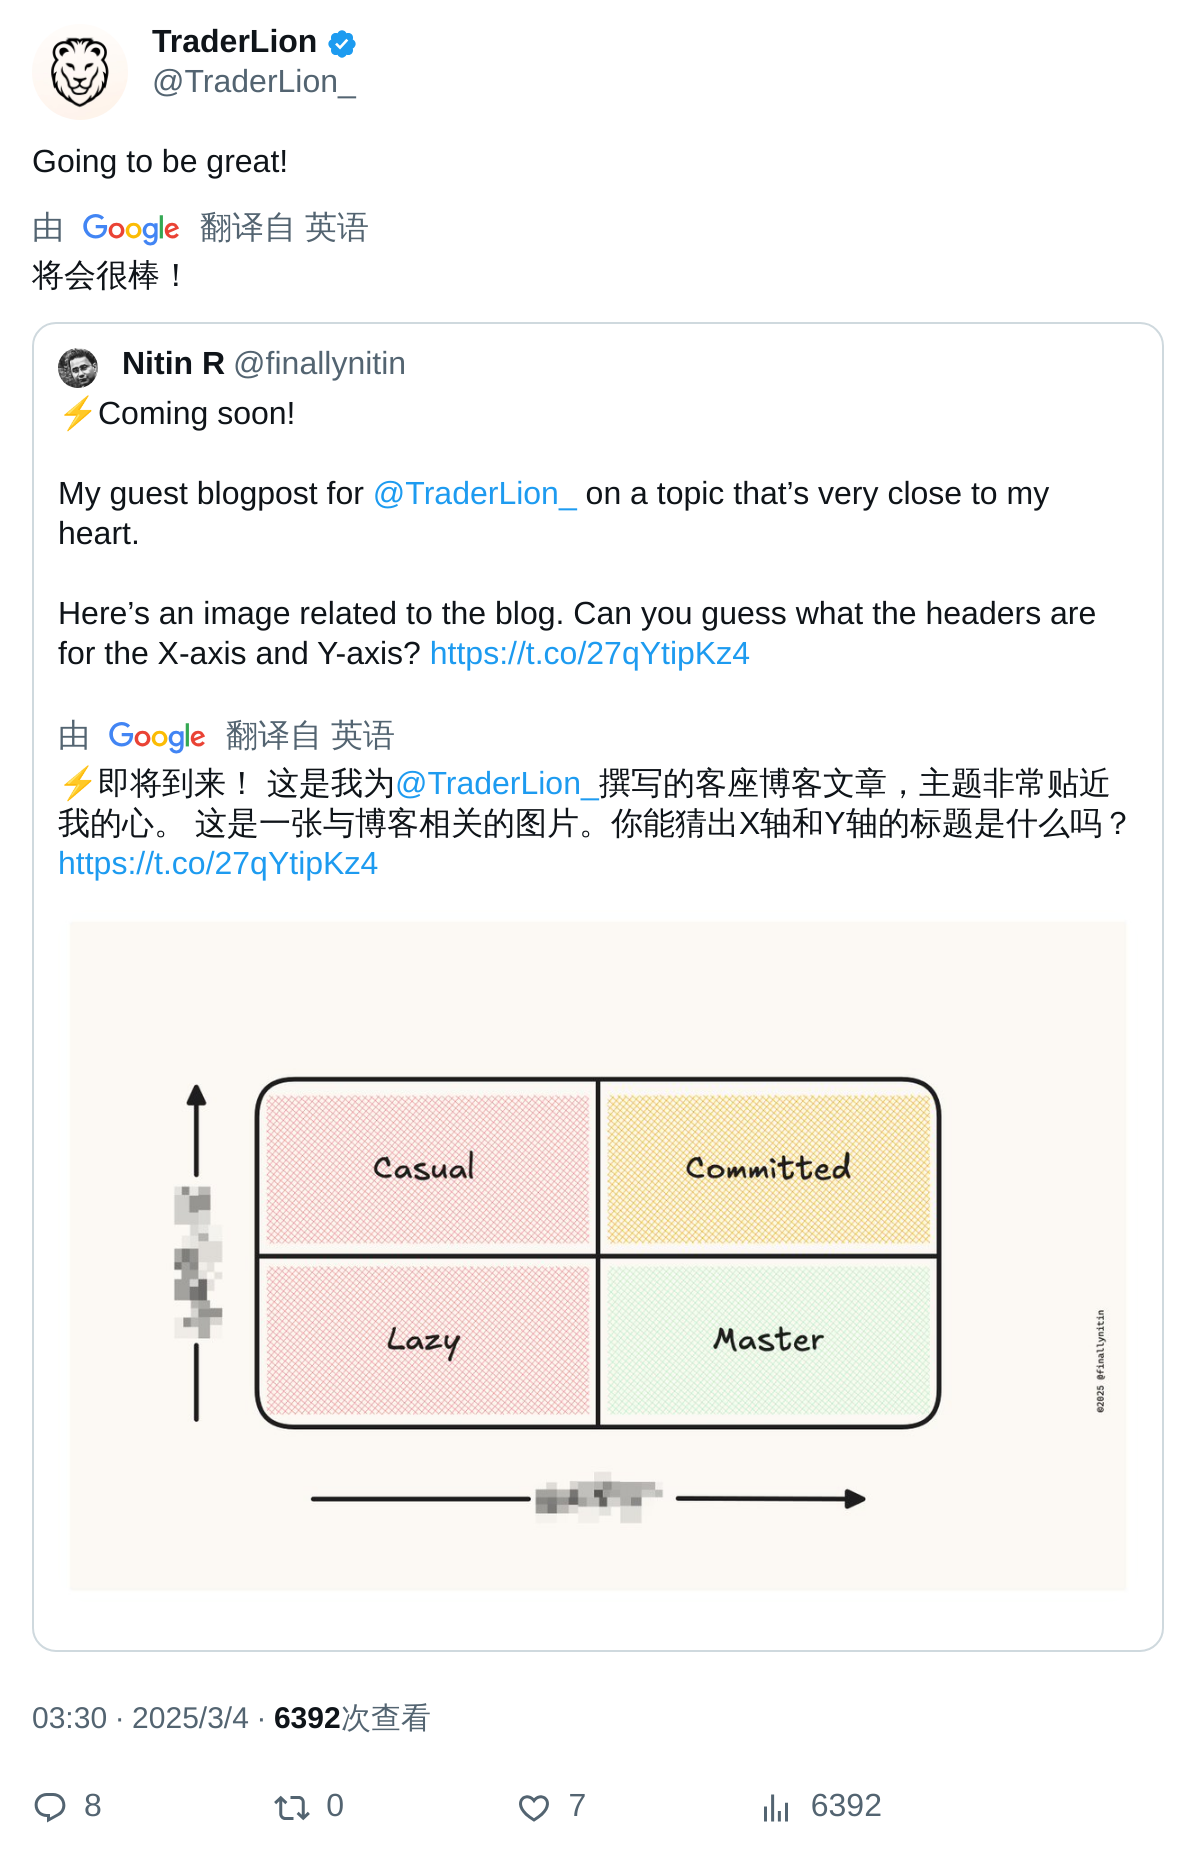 TraderLion
@TraderLion_
Going to be great!
由 Google 翻译自 英语
将会很棒！
Nitin R @finallynitin
⚡Coming soon!
My guest blogpost for @TraderLion_ on a topic that’s very close to my
heart.
Here’s an image related to the blog. Can you guess what the headers are
for the X-axis and Y-axis? https://t.co/27qYtipKz4
由 Google 翻译自 英语
⚡即将到来！ 这是我为@TraderLion_撰写的客座博客文章，主题非常贴近
我的心。 这是一张与博客相关的图片。你能猜出X轴和Y轴的标题是什么吗？
https://t.co/27qYtipKz4
Casual
Committed
Lazy
Master
©2025 @finallynitin
03:30 · 2025/3/4 · 6392次查看
8 0 7 6392